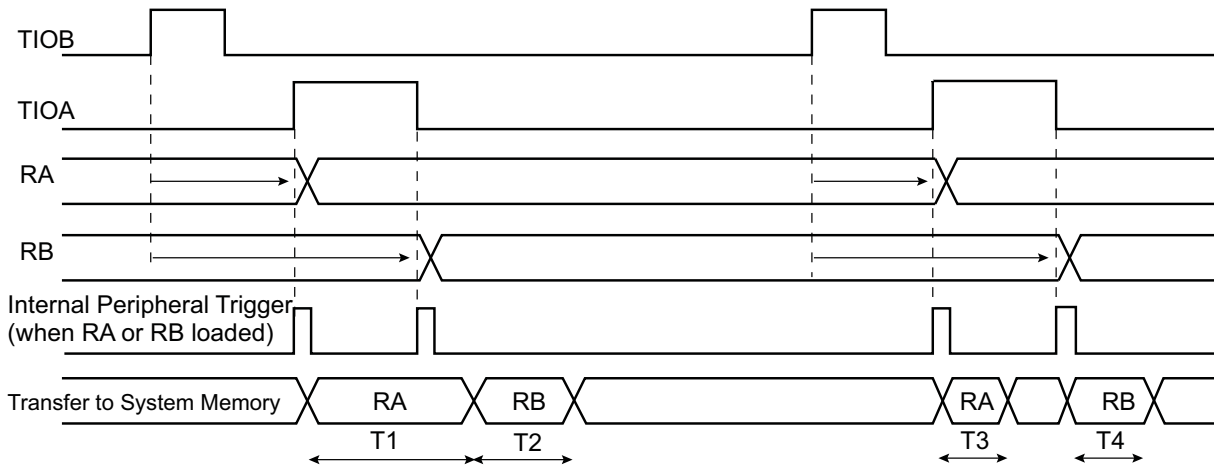 TIOB
TIOA
RA
RB
Internal Peripheral Trigger
(when RA or RB loaded)
Transfer to System Memory
RA
RB
RA
RB
T1
T2
T3
T4